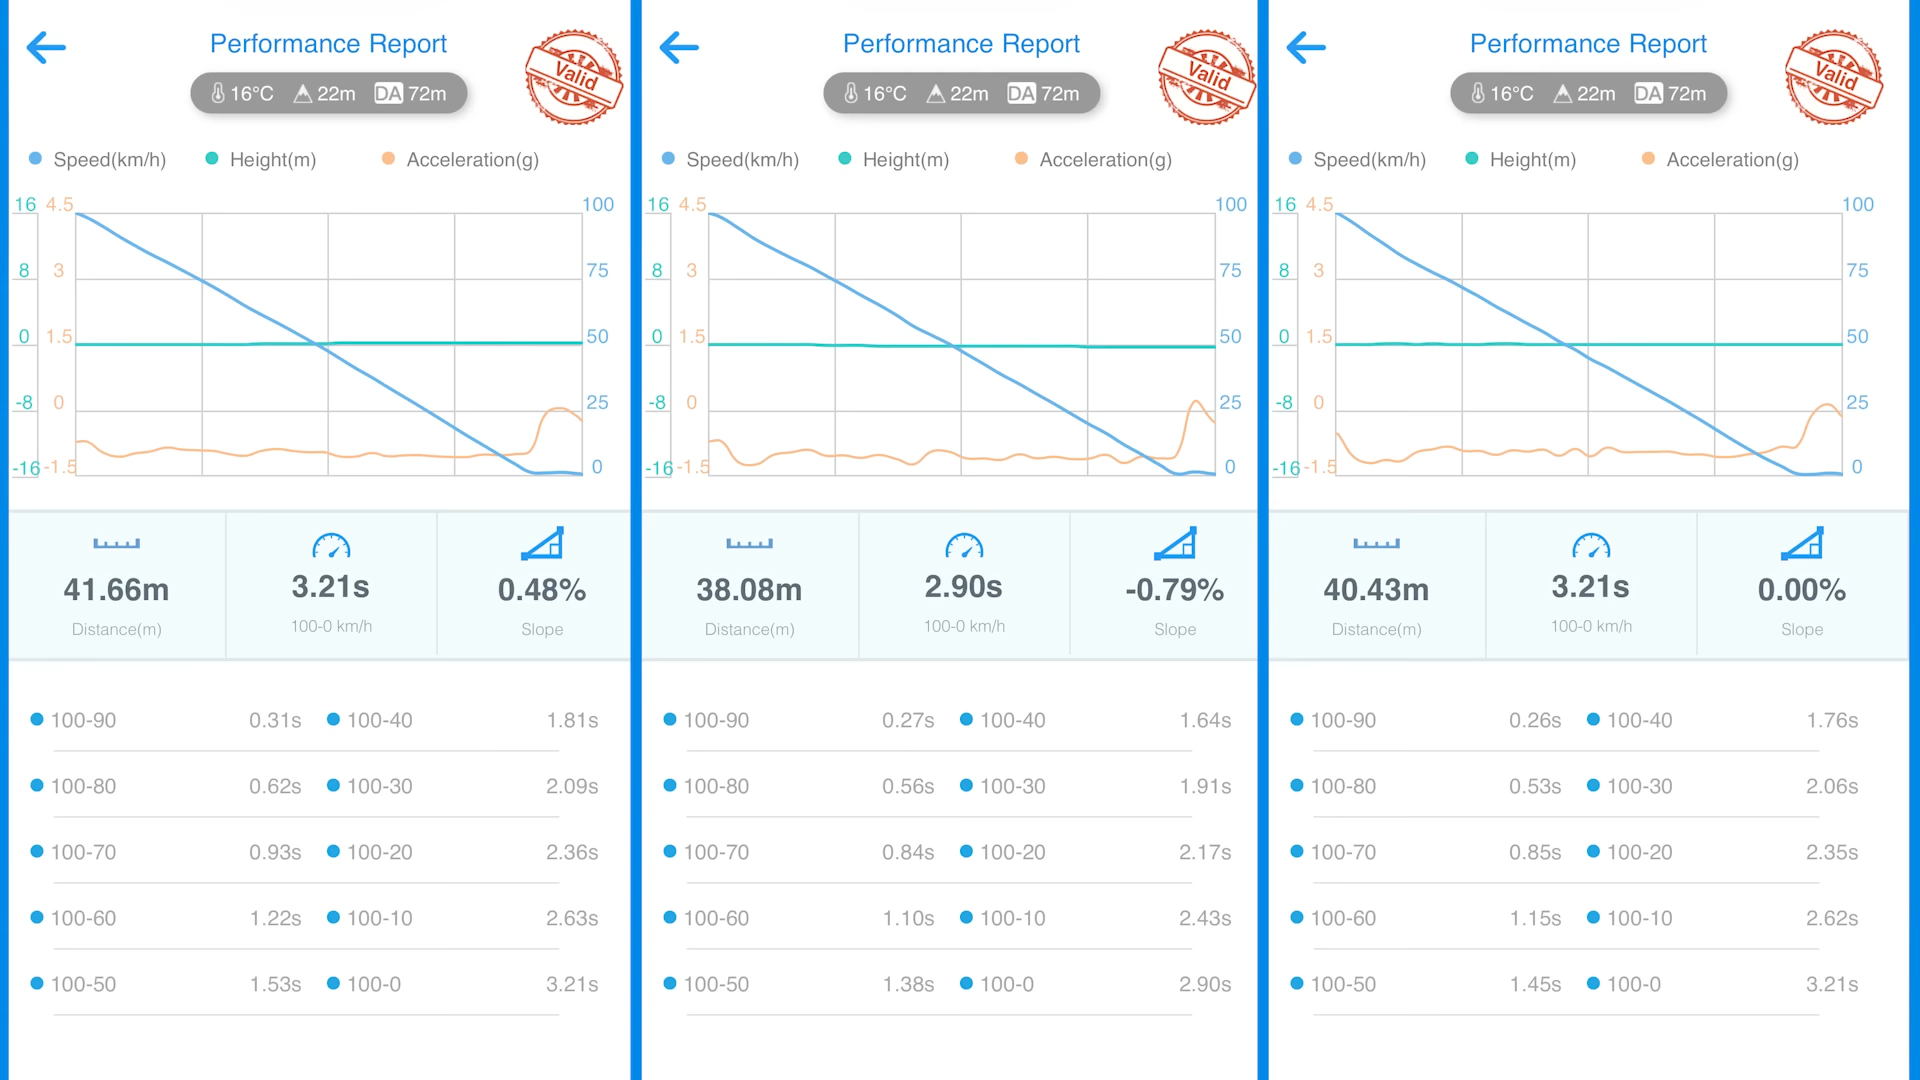 Performance Report
16°C 22m DA 72m
Valid
Speed(km/h) Height(m) Acceleration(g)
16 4.5 100
8 3 75
0 1.5 50
-8 0 25
-16 -1.5 0
41.66m 3.21s 0.48%
Distance(m) 100-0 km/h Slope
100-90 0.31s 100-40 1.81s
100-80 0.62s 100-30 2.09s
100-70 0.93s 100-20 2.36s
100-60 1.22s 100-10 2.63s
100-50 1.53s 100-0 3.21s
Performance Report
16°C 22m DA 72m
Valid
Speed(km/h) Height(m) Acceleration(g)
16 4.5 100
8 3 75
0 1.5 50
-8 0 25
-16 -1.5 0
38.08m 2.90s -0.79%
Distance(m) 100-0 km/h Slope
100-90 0.27s 100-40 1.64s
100-80 0.56s 100-30 1.91s
100-70 0.84s 100-20 2.17s
100-60 1.10s 100-10 2.43s
100-50 1.38s 100-0 2.90s
Performance Report
16°C 22m DA 72m
Valid
Speed(km/h) Height(m) Acceleration(g)
16 4.5 100
8 3 75
0 1.5 50
-8 0 25
-16 -1.5 0
40.43m 3.21s 0.00%
Distance(m) 100-0 km/h Slope
100-90 0.26s 100-40 1.76s
100-80 0.53s 100-30 2.06s
100-70 0.85s 100-20 2.35s
100-60 1.15s 100-10 2.62s
100-50 1.45s 100-0 3.21s